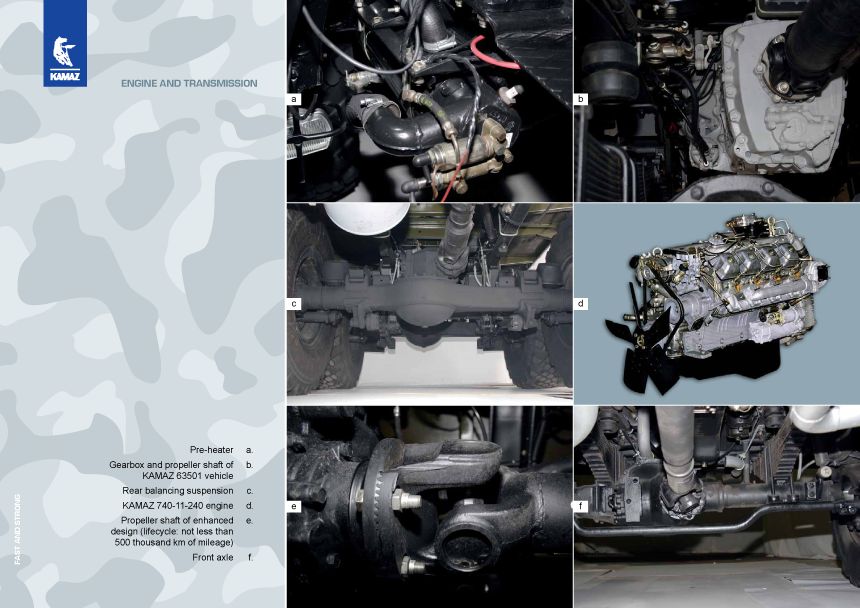 KAMAZ
ENGINE AND TRANSMISSION
a
b
c
d
e
f
Pre-heater a.
Gearbox and propeller shaft of b.
KAMAZ 63501 vehicle
Rear balancing suspension c.
KAMAZ 740-11-240 engine d.
Propeller shaft of enhanced e.
design (lifecycle: not less than
500 thousand km of mileage)
Front axle f.
FAST AND STRONG